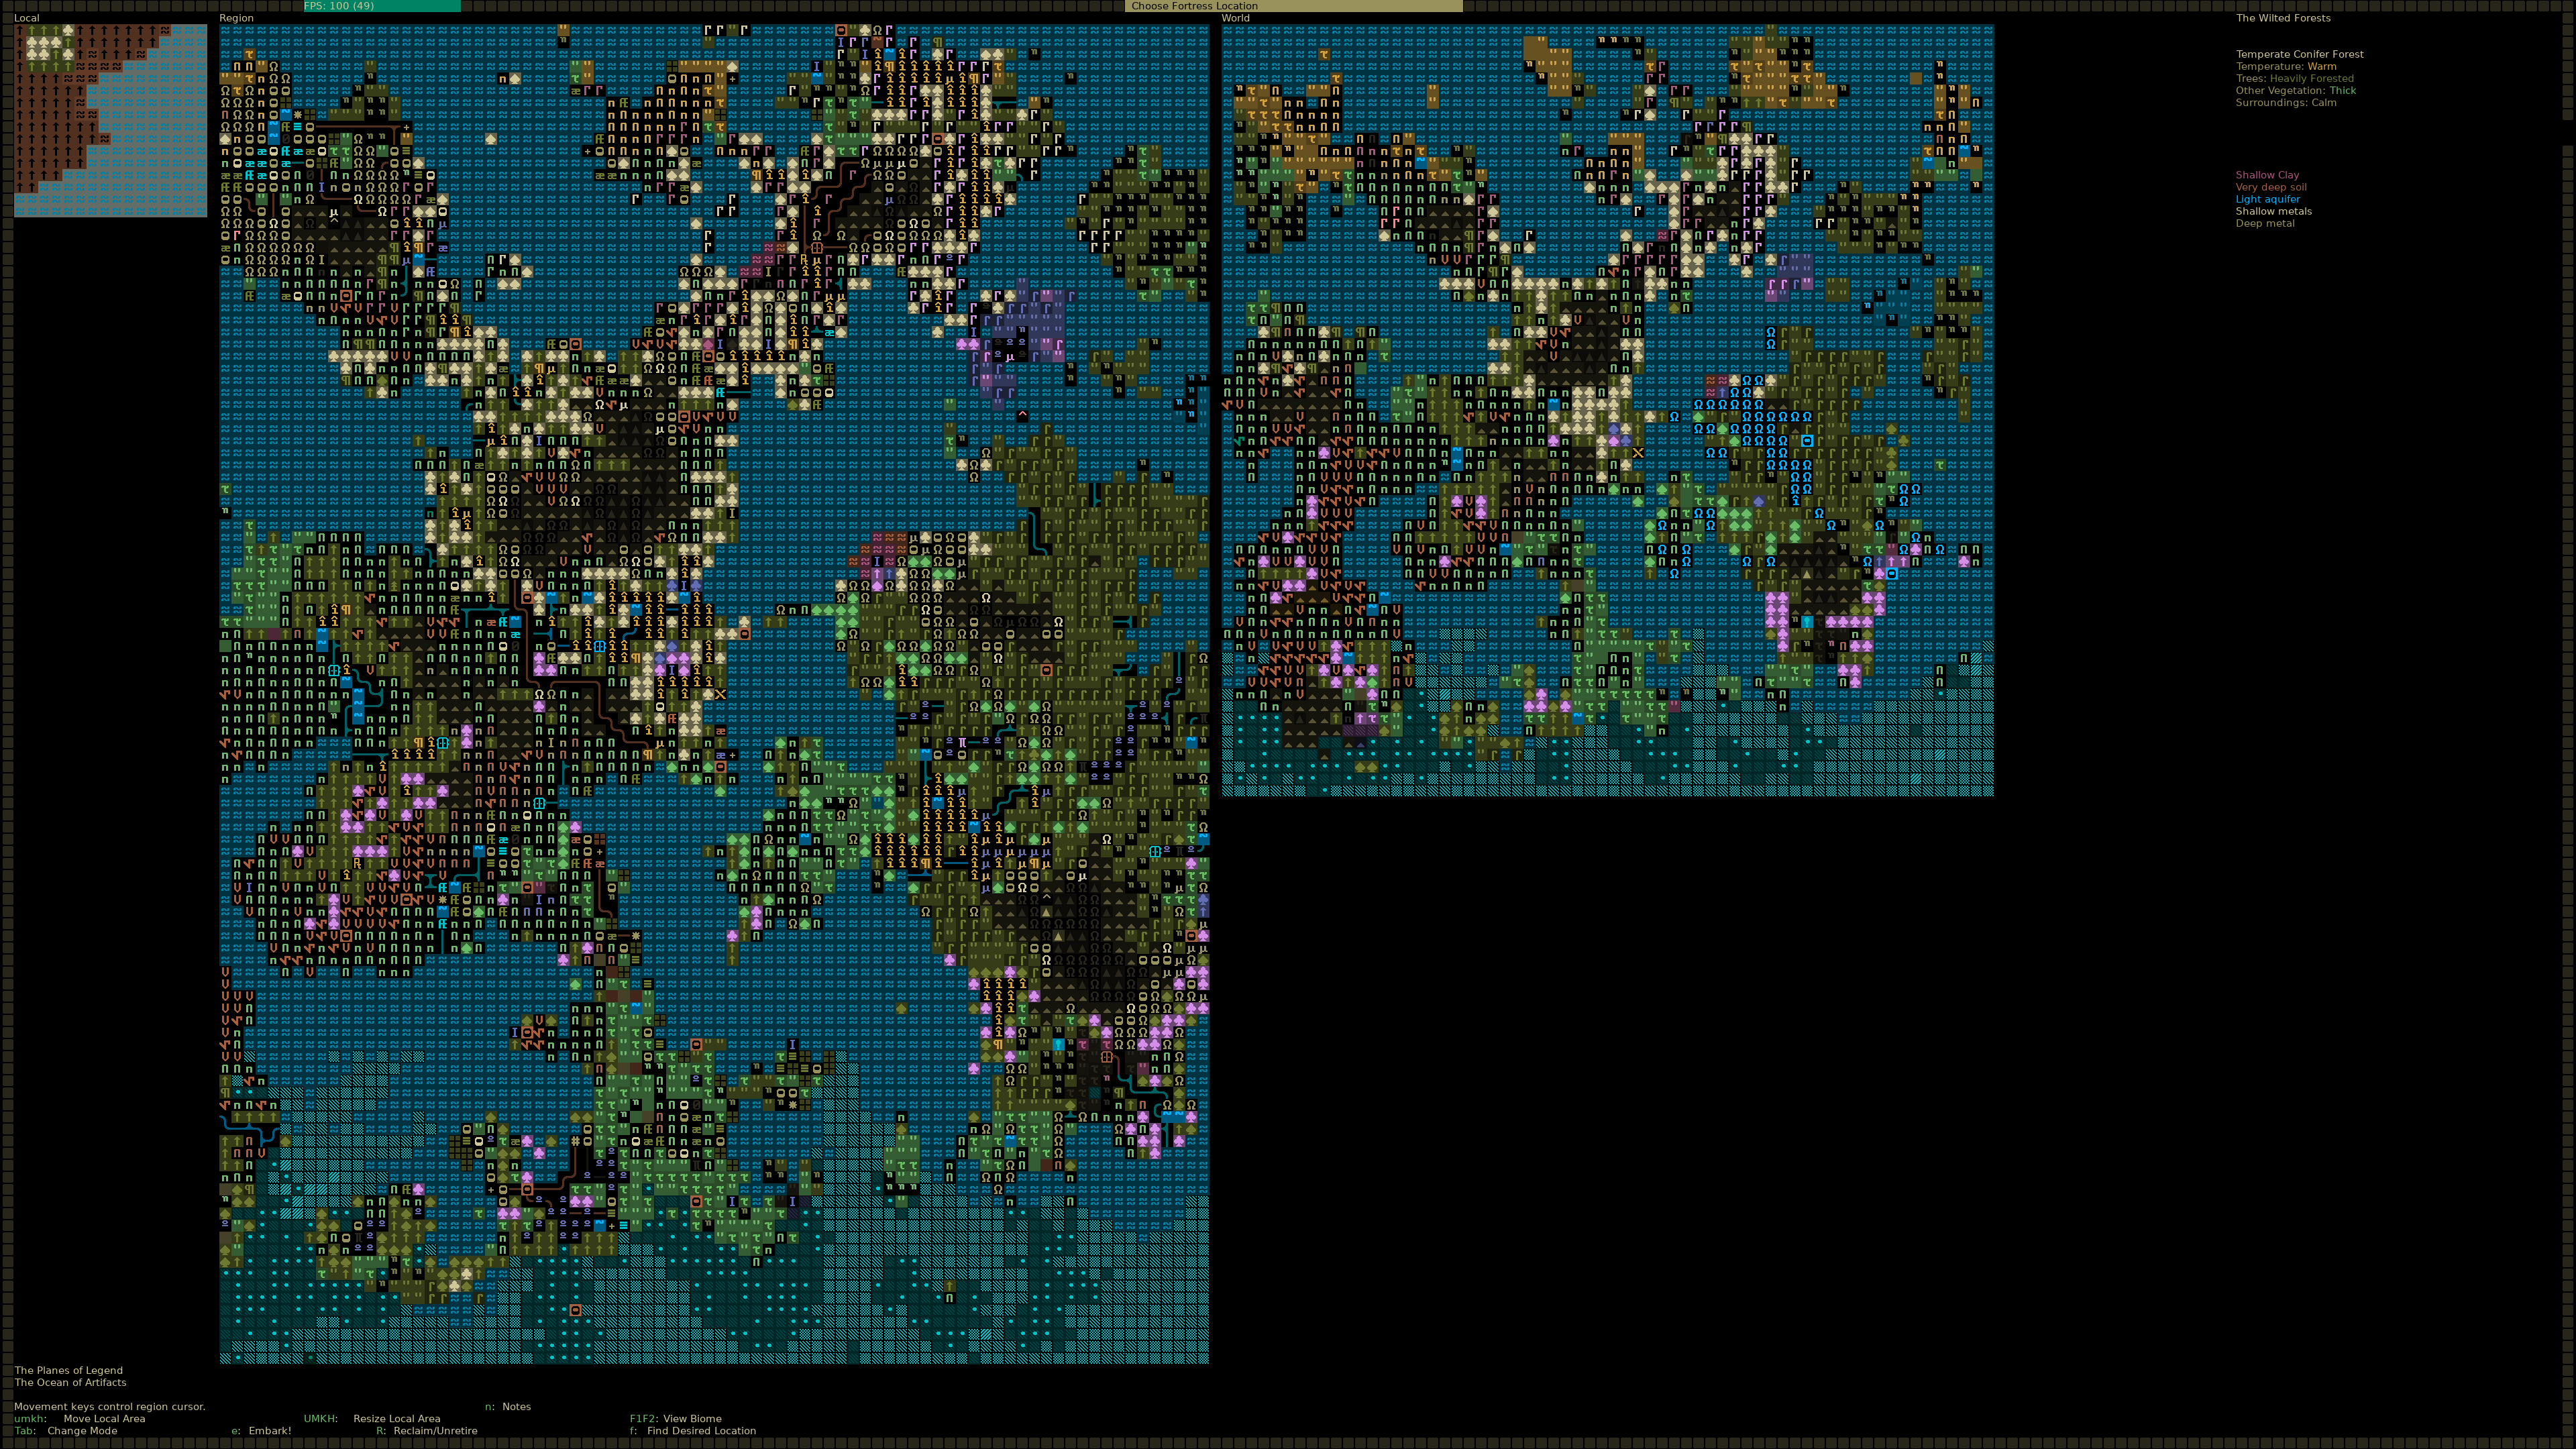 FPS: 100 (49)
Choose Fortress Location
Local
Region
World
The Wilted Forests
Temperate Conifer Forest
Temperature: Warm
Trees: Heavily Forested
Other Vegetation: Thick
Surroundings: Calm
Shallow Clay
Very deep soil
Light aquifer
Shallow metals
Deep metal
The Planes of Legend
The Ocean of Artifacts
Movement keys control region cursor.
n: Notes
umkh: Move Local Area
UMKH: Resize Local Area
F1F2: View Biome
Tab: Change Mode
e: Embark!
R: Reclaim/Unretire
f: Find Desired Location